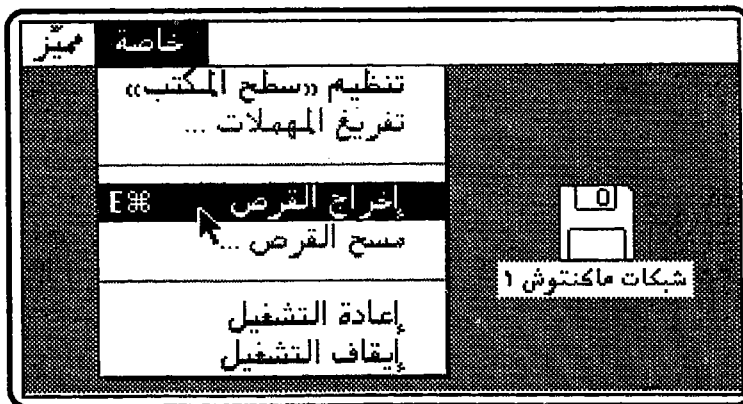 خاصة مميّز
تنظيم «سطح المكتب»
تفريغ المهملات ...
إخراج القرص E⌘
مسح القرص ...
إعادة التشغيل
إيقاف التشغيل
شبكات ماكنتوش ١